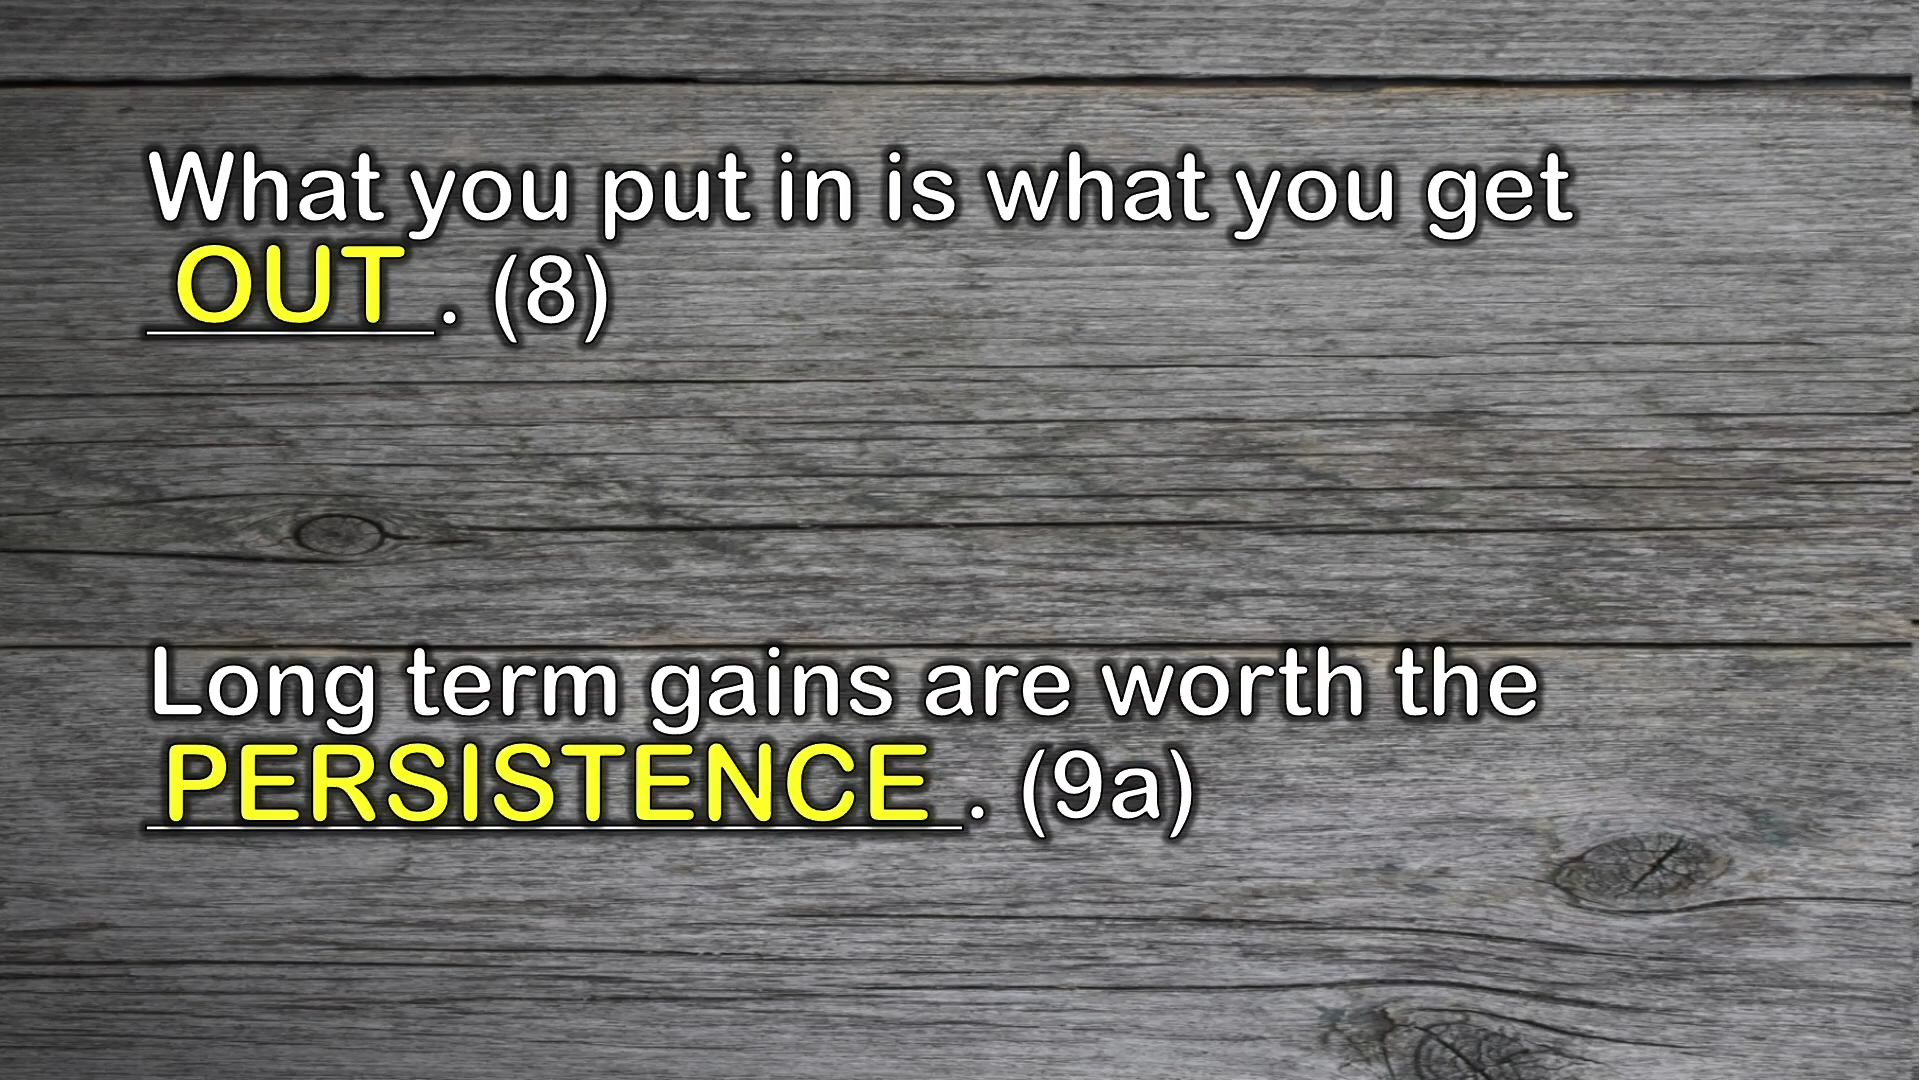 What you put in is what you get
OUT. (8)
Long term gains are worth the
PERSISTENCE. (9a)